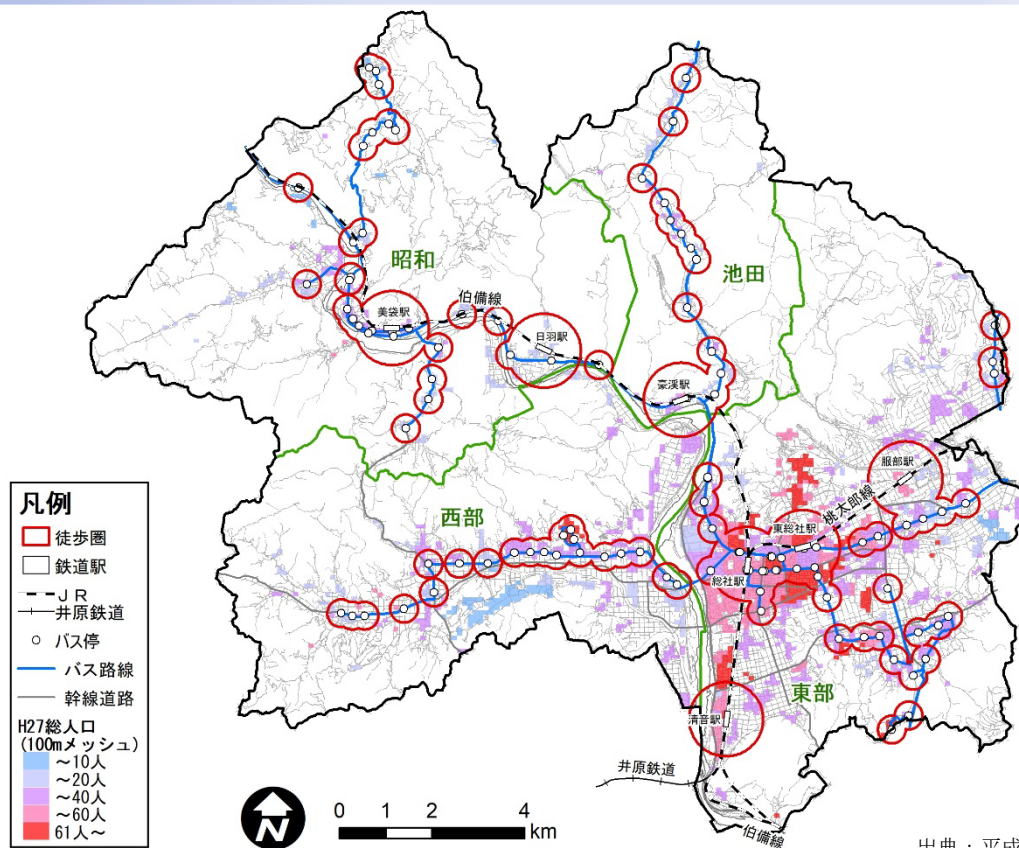 昭和
池田
伯備線
美袋駅
日羽駅
豪渓駅
服部駅
桃太郎線
西部
東総社駅
総社駅
東部
清音駅
井原鉄道
伯備線
凡例
徒歩圏
鉄道駅
JR
井原鉄道
バス停
バス路線
幹線道路
H27総人口
(100mメッシュ)
～10人
～20人
～40人
～60人
61人～
N
0 1 2 4
km
出典：平成